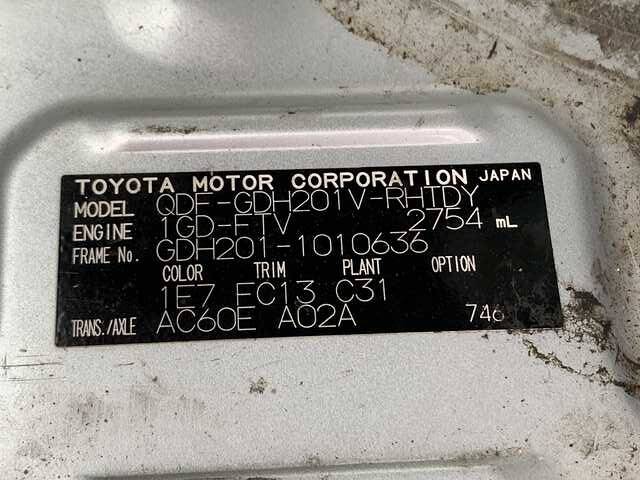 TOYOTA MOTOR CORPORATION JAPAN
MODEL QDF-GDH201V-RHTDY
ENGINE 1GD-FTV 2754 mL
FRAME No. GDH201-1010636
COLOR TRIM PLANT OPTION
1E7 EC13 C31
TRANS./AXLE AC60E A02A 746